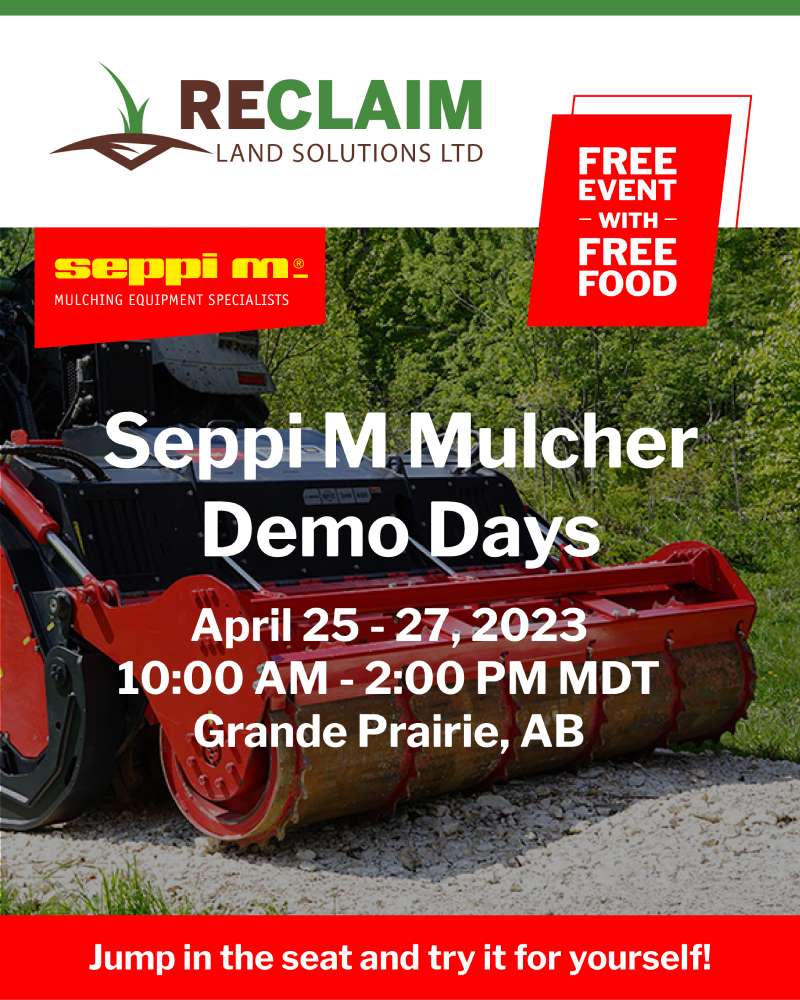 RECLAIM
LAND SOLUTIONS LTD
FREE
EVENT
– WITH –
FREE
FOOD
seppi m®
MULCHING EQUIPMENT SPECIALISTS
Seppi M Mulcher
Demo Days
April 25 - 27, 2023
10:00 AM - 2:00 PM MDT
Grande Prairie, AB
Jump in the seat and try it for yourself!